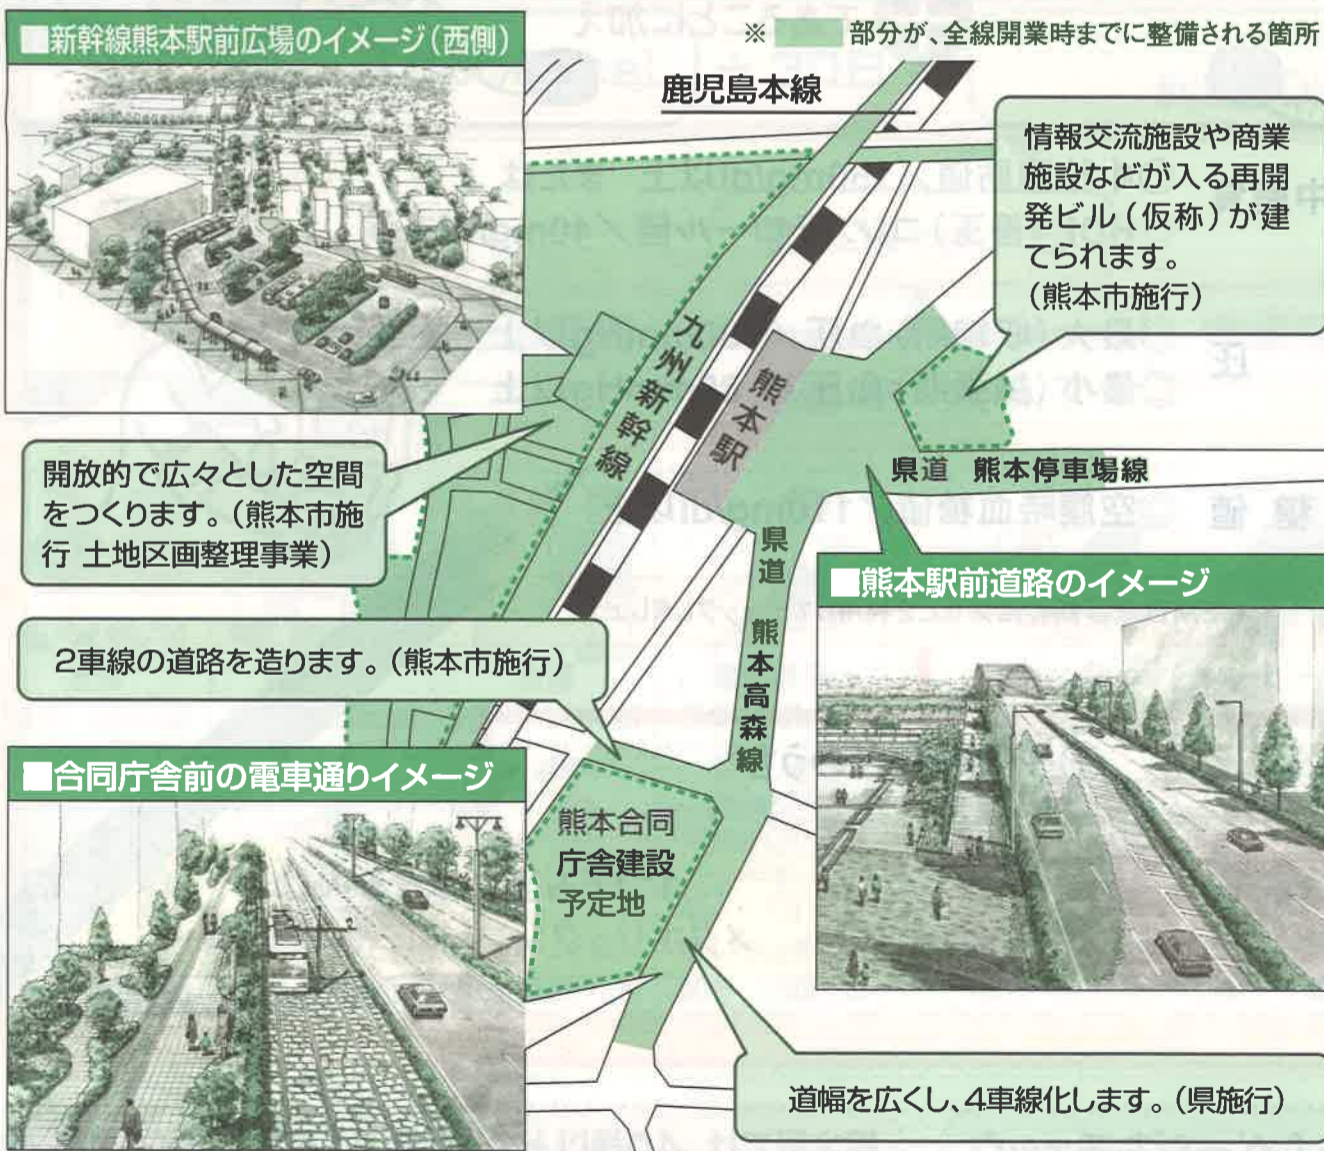 ■新幹線熊本駅前広場のイメージ(西側)
※ 部分が、全線開業時までに整備される箇所
鹿児島本線
情報交流施設や商業
施設などが入る再開
発ビル(仮称)が建
てられます。
(熊本市施行)
九州新幹線
熊本駅
県道 熊本停車場線
開放的で広々とした空間
をつくります。(熊本市施
行 土地区画整理事業)
県道 熊本高森線
■熊本駅前道路のイメージ
2車線の道路を造ります。(熊本市施行)
■合同庁舎前の電車通りイメージ
熊本合同
庁舎建設
予定地
道幅を広くし、4車線化します。(県施行)